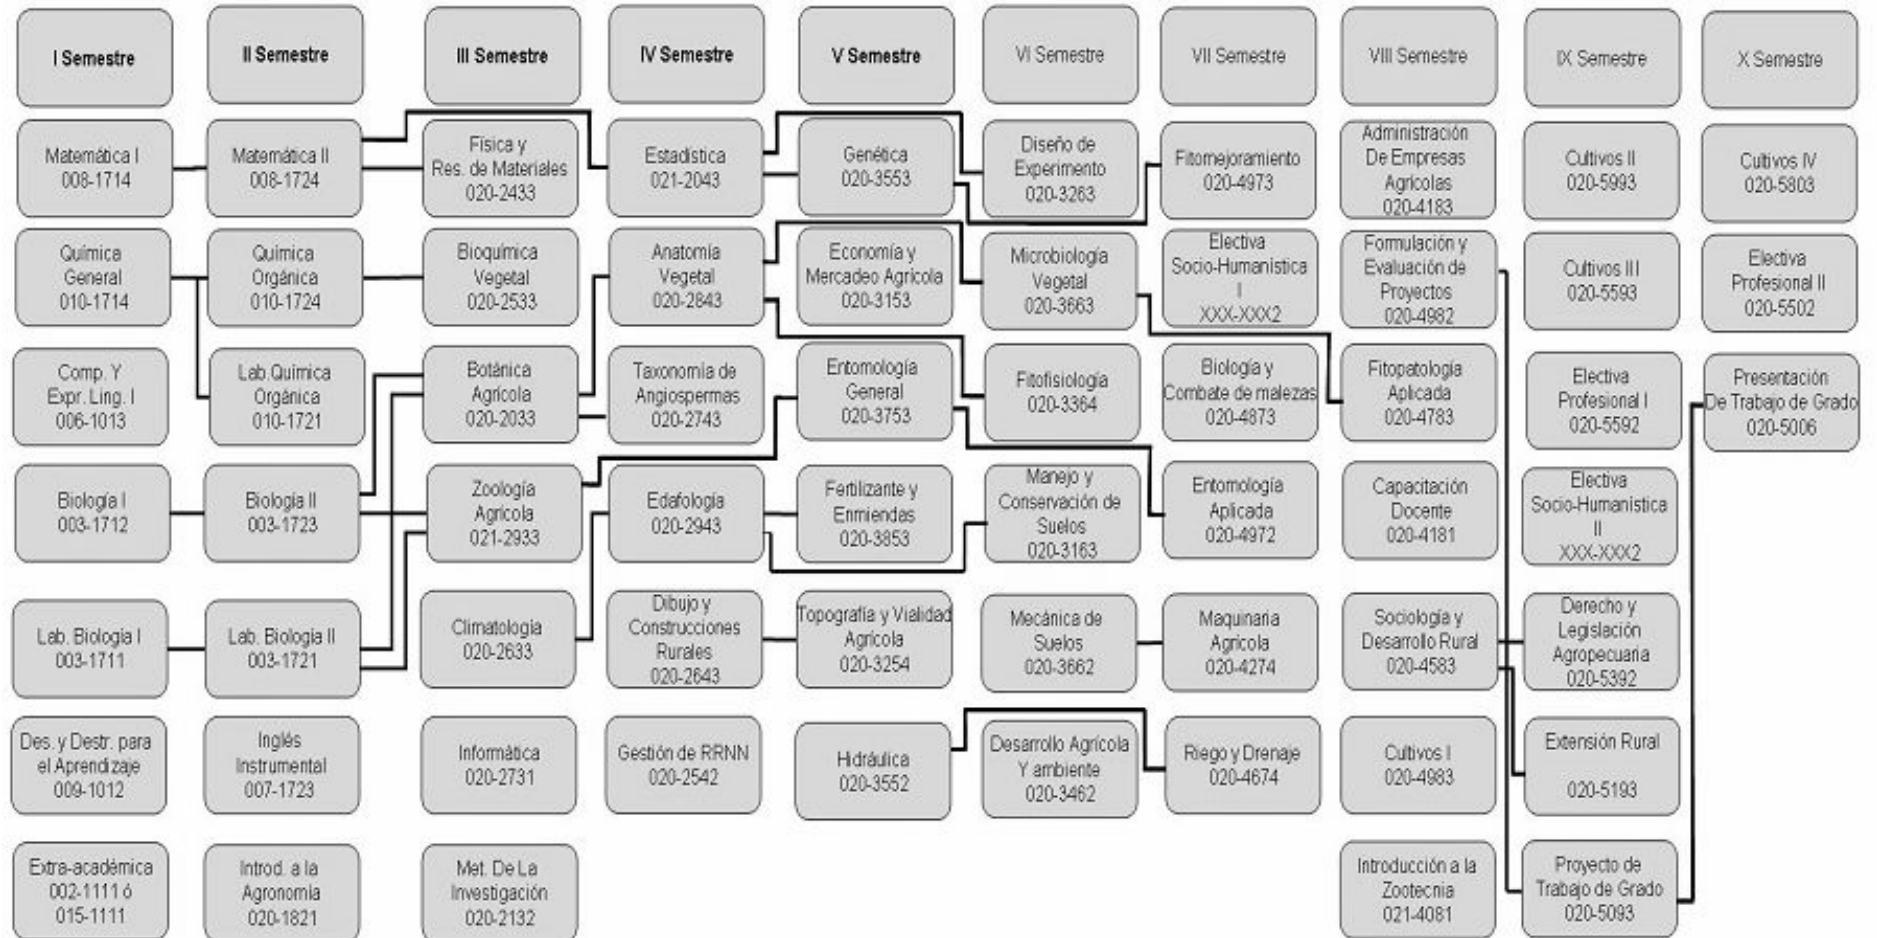 I Semestre
II Semestre
III Semestre
IV Semestre
V Semestre
VI Semestre
VII Semestre
VIII Semestre
IX Semestre
X Semestre
Matemática I
008-1714
Matemática II
008-1724
Física y
Res. de Materiales
020-2433
Estadística
021-2043
Genética
020-3553
Diseño de
Experimento
020-3263
Fitomejoramiento
020-4973
Administración
De Empresas
Agrícolas
020-4183
Cultivos II
020-5993
Cultivos IV
020-5803
Química
General
010-1714
Química
Orgánica
010-1724
Bioquímica
Vegetal
020-2533
Anatomía
Vegetal
020-2843
Economía y
Mercadeo Agrícola
020-3153
Microbiología
Vegetal
020-3663
Electiva
Socio-Humanística
I
XXX-XXX2
Formulación y
Evaluación de
Proyectos
020-4982
Cultivos III
020-5593
Electiva
Profesional II
020-5502
Comp. Y
Expr. Ling. I
006-1013
Lab.Química
Orgánica
010-1721
Botánica
Agrícola
020-2033
Taxonomía de
Angiospermas
020-2743
Entomología
General
020-3753
Fitofisiología
020-3364
Biología y
Combate de malezas
020-4873
Fitopatología
Aplicada
020-4783
Electiva
Profesional I
020-5592
Presentación
De Trabajo de Grado
020-5006
Biología I
003-1712
Biología II
003-1723
Zoología
Agrícola
021-2933
Edafología
020-2943
Fertilizante y
Enmiendas
020-3853
Manejo y
Conservación de
Suelos
020-3163
Entomología
Aplicada
020-4972
Capacitación
Docente
020-4181
Electiva
Socio-Humanística
II
XXX-XXX2
Lab. Biología I
003-1711
Lab. Biología II
003-1721
Climatología
020-2633
Dibujo y
Construcciones
Rurales
020-2643
Topografía y Vialidad
Agrícola
020-3254
Mecánica de
Suelos
020-3662
Maquinaria
Agrícola
020-4274
Sociología y
Desarrollo Rural
020-4583
Derecho y
Legislación
Agropecuaria
020-5392
Des. y Destr. para
el Aprendizaje
009-1012
Inglés
Instrumental
007-1723
Informática
020-2731
Gestión de RRNN
020-2542
Hidráulica
020-3552
Desarrollo Agrícola
Y ambiente
020-3462
Riego y Drenaje
020-4674
Cultivos I
020-4983
Extensión Rural
020-5193
Extra-académica
002-1111 ó
015-1111
Introd. a la
Agronomía
020-1821
Met. De La
Investigación
020-2132
Introducción a la
Zootecnia
021-4081
Proyecto de
Trabajo de Grado
020-5093